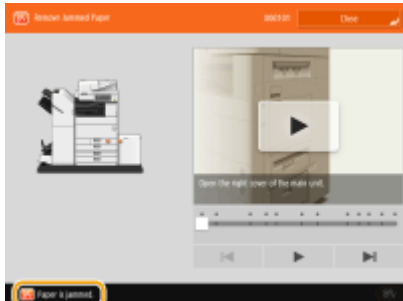 Remove Jammed Paper
Close
Open the right cover of the main unit.
Paper is jammed.